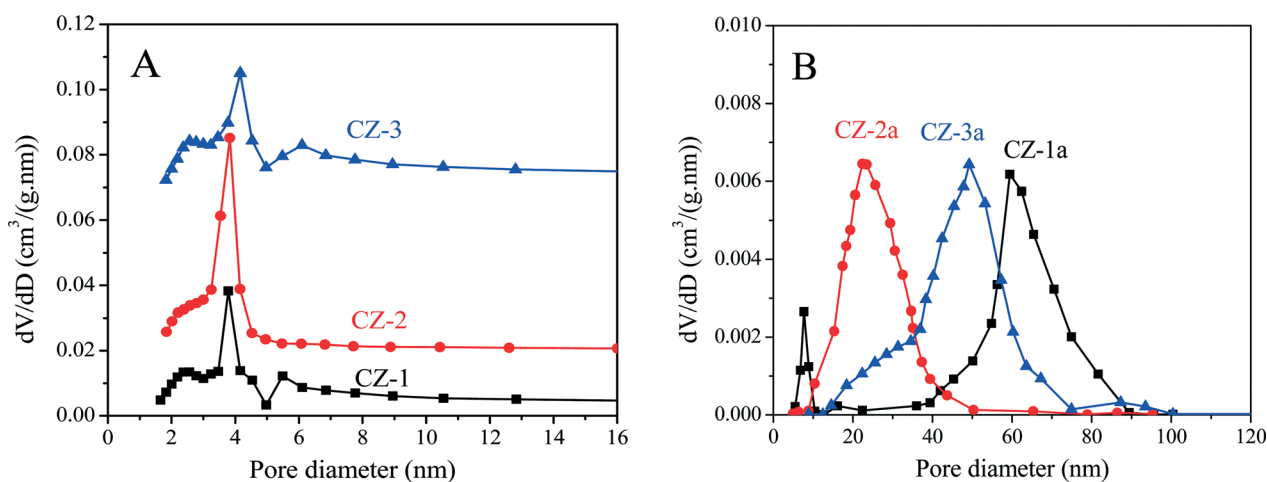 A
dV/dD (cm³/(g.nm))
0.12
0.10
0.08
0.06
0.04
0.02
0.00
CZ-3
CZ-2
CZ-1
0 2 4 6 8 10 12 14 16
Pore diameter (nm)
B
dV/dD (cm³/(g.nm))
0.010
0.008
0.006
0.004
0.002
0.000
CZ-2a
CZ-3a
CZ-1a
0 20 40 60 80 100 120
Pore diameter (nm)